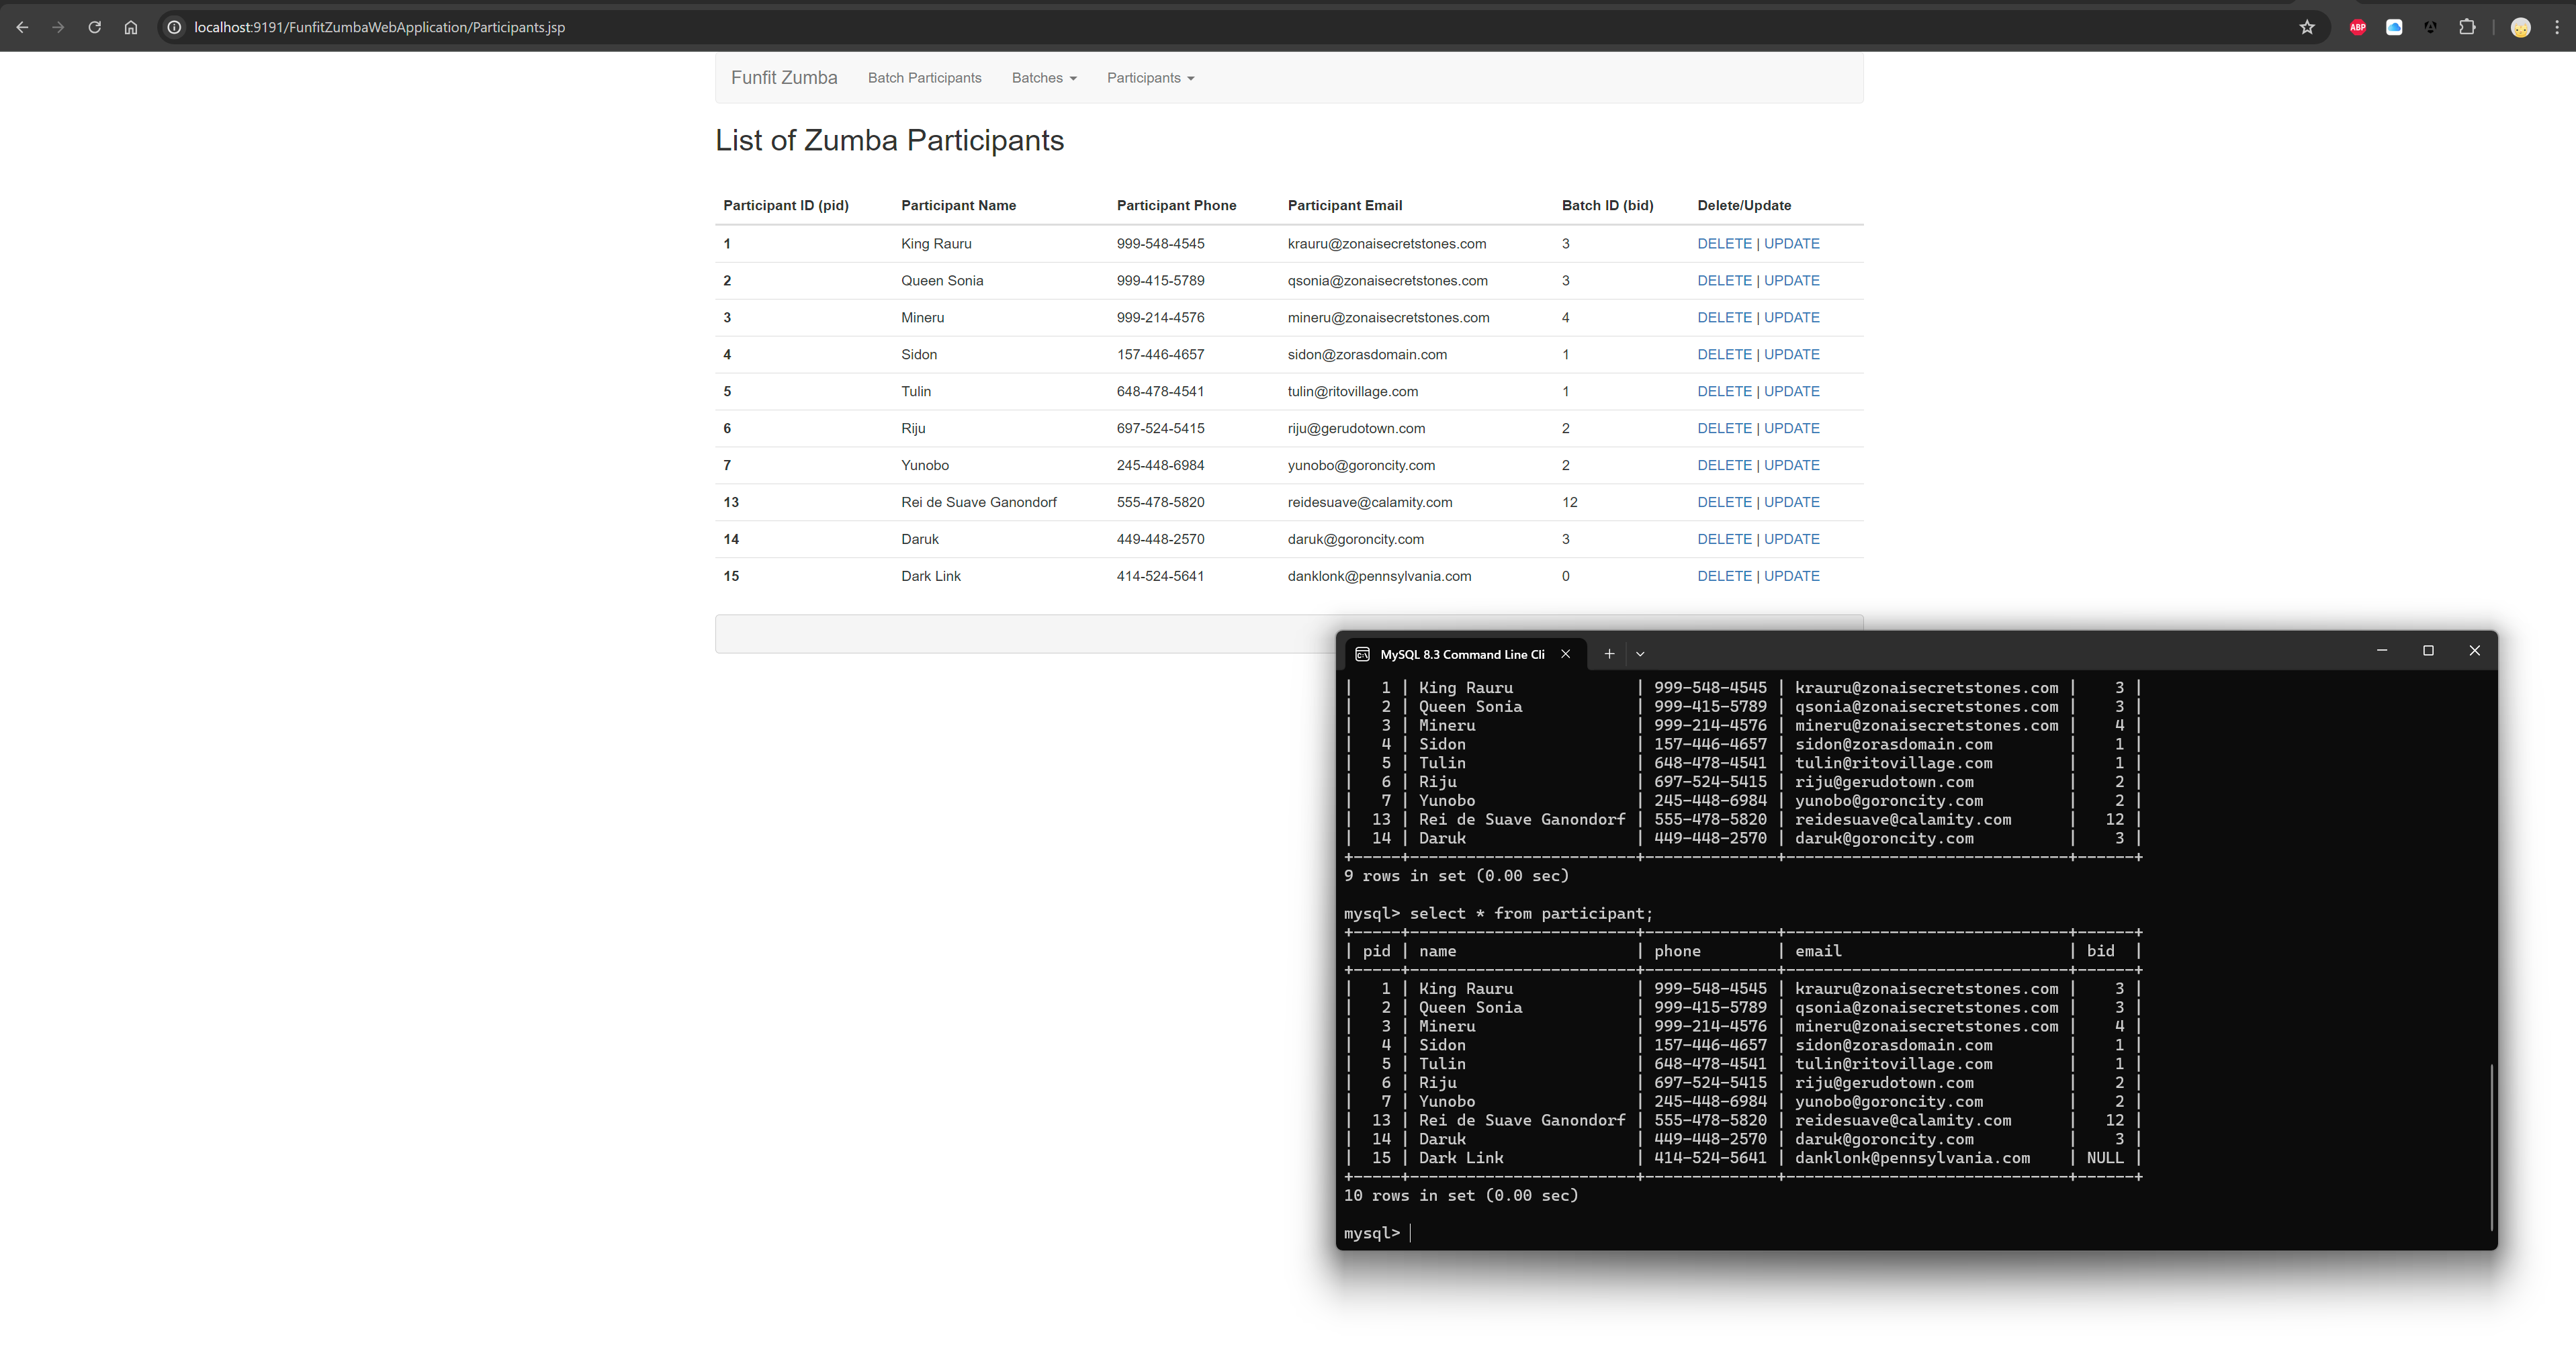 localhost:9191/FunfitZumbaWebApplication/Participants.jsp
ABP
Funfit Zumba Batch Participants Batches Participants
List of Zumba Participants
Participant ID (pid) Participant Name Participant Phone Participant Email Batch ID (bid) Delete/Update
1 King Rauru 999-548-4545 krauru@zonaisecretstones.com 3 DELETE | UPDATE
2 Queen Sonia 999-415-5789 qsonia@zonaisecretstones.com 3 DELETE | UPDATE
3 Mineru 999-214-4576 mineru@zonaisecretstones.com 4 DELETE | UPDATE
4 Sidon 157-446-4657 sidon@zorasdomain.com 1 DELETE | UPDATE
5 Tulin 648-478-4541 tulin@ritovillage.com 1 DELETE | UPDATE
6 Riju 697-524-5415 riju@gerudotown.com 2 DELETE | UPDATE
7 Yunobo 245-448-6984 yunobo@goroncity.com 2 DELETE | UPDATE
13 Rei de Suave Ganondorf 555-478-5820 reidesuave@calamity.com 12 DELETE | UPDATE
14 Daruk 449-448-2570 daruk@goroncity.com 3 DELETE | UPDATE
15 Dark Link 414-524-5641 danklonk@pennsylvania.com 0 DELETE | UPDATE
MySQL 8.3 Command Line Cli
| 1 | King Rauru | 999-548-4545 | krauru@zonaisecretstones.com | 3 |
| 2 | Queen Sonia | 999-415-5789 | qsonia@zonaisecretstones.com | 3 |
| 3 | Mineru | 999-214-4576 | mineru@zonaisecretstones.com | 4 |
| 4 | Sidon | 157-446-4657 | sidon@zorasdomain.com | 1 |
| 5 | Tulin | 648-478-4541 | tulin@ritovillage.com | 1 |
| 6 | Riju | 697-524-5415 | riju@gerudotown.com | 2 |
| 7 | Yunobo | 245-448-6984 | yunobo@goroncity.com | 2 |
| 13 | Rei de Suave Ganondorf | 555-478-5820 | reidesuave@calamity.com | 12 |
| 14 | Daruk | 449-448-2570 | daruk@goroncity.com | 3 |
+-----+------------------------+--------------+------------------------------+------+
9 rows in set (0.00 sec)
mysql> select * from participant;
+-----+------------------------+--------------+------------------------------+------+
| pid | name | phone | email | bid |
+-----+------------------------+--------------+------------------------------+------+
| 1 | King Rauru | 999-548-4545 | krauru@zonaisecretstones.com | 3 |
| 2 | Queen Sonia | 999-415-5789 | qsonia@zonaisecretstones.com | 3 |
| 3 | Mineru | 999-214-4576 | mineru@zonaisecretstones.com | 4 |
| 4 | Sidon | 157-446-4657 | sidon@zorasdomain.com | 1 |
| 5 | Tulin | 648-478-4541 | tulin@ritovillage.com | 1 |
| 6 | Riju | 697-524-5415 | riju@gerudotown.com | 2 |
| 7 | Yunobo | 245-448-6984 | yunobo@goroncity.com | 2 |
| 13 | Rei de Suave Ganondorf | 555-478-5820 | reidesuave@calamity.com | 12 |
| 14 | Daruk | 449-448-2570 | daruk@goroncity.com | 3 |
| 15 | Dark Link | 414-524-5641 | danklonk@pennsylvania.com | NULL |
+-----+------------------------+--------------+------------------------------+------+
10 rows in set (0.00 sec)
mysql>